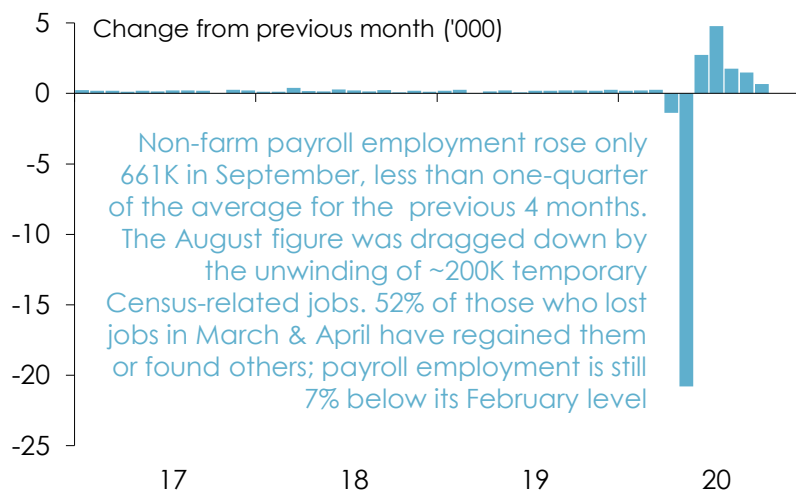 Change from previous month ('000)
5
0
-5
-10
-15
-20
-25
Non-farm payroll employment rose only
661K in September, less than one-quarter
of the average for the  previous 4 months.
The August figure was dragged down by
the unwinding of ~200K temporary
Census-related jobs. 52% of those who lost
jobs in March & April have regained them
or found others; payroll employment is still
7% below its February level
17 18 19 20